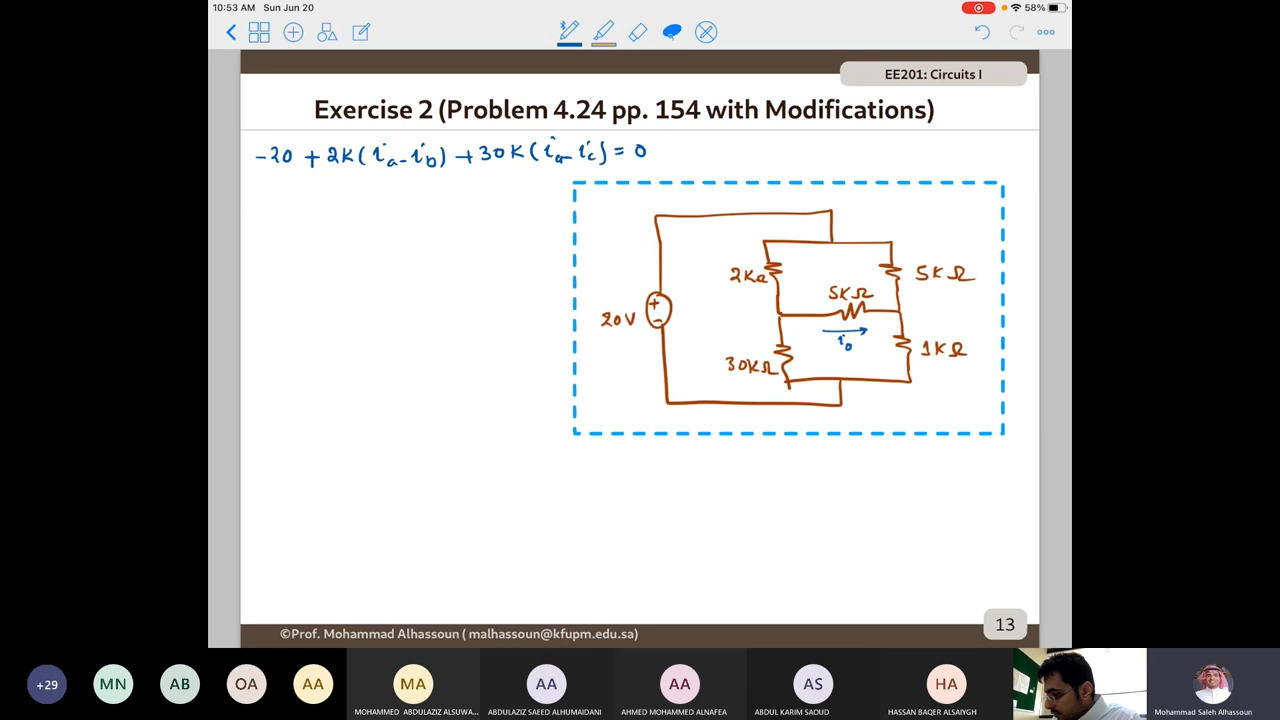 10:53 AM Sun Jun 20
58%
EE201: Circuits I
Exercise 2 (Problem 4.24 pp. 154 with Modifications)
-20 + 2K(ia-ib) + 30K(ia-ic) = 0
2KΩ
5KΩ
5KΩ
20V
+
-
io
30KΩ
1KΩ
©Prof. Mohammad Alhassoun ( malhassoun@kfupm.edu.sa)
13
+29
MN
AB
OA
AA
MA
AA
AA
AS
HA
MOHAMMED ABDULAZIZ ALSUWA...
ABDULAZIZ SAEED ALHUMAIDANI
AHMED MOHAMMED ALNAFEA
ABDUL KARIM SAOUD
HASSAN BAQER ALSAIYGH
Mohammad Saleh Alhassoun